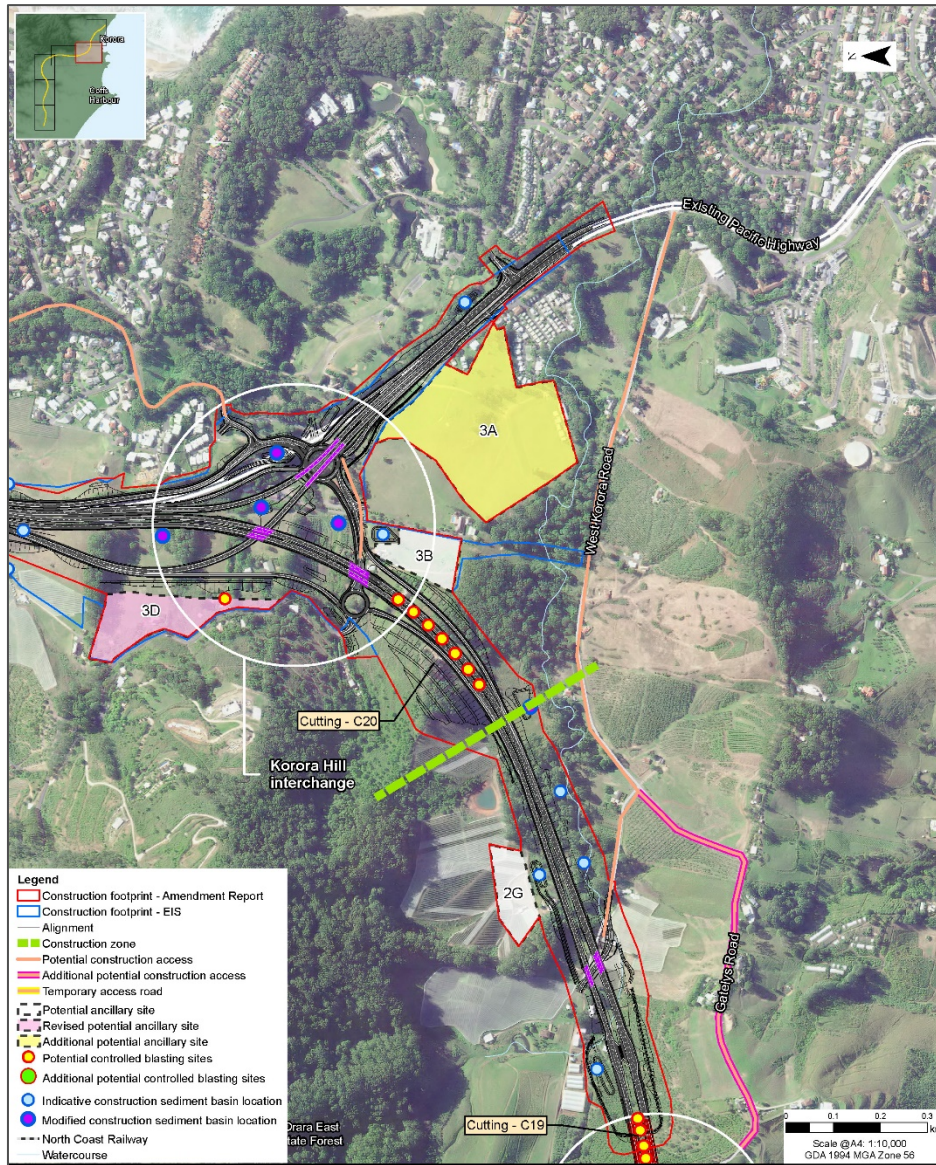 Korora
Coffs
Harbour
N
Existing Pacific Highway
3A
West Korora Road
3B
3D
Cutting - C20
Korora Hill
interchange
2G
Gatelys Road
Cutting - C19
Orara East
State Forest
Legend
Construction footprint - Amendment Report
Construction footprint - EIS
Alignment
Construction zone
Potential construction access
Additional potential construction access
Temporary access road
Potential ancillary site
Revised potential ancillary site
Additional potential ancillary site
Potential controlled blasting sites
Additional potential controlled blasting sites
Indicative construction sediment basin location
Modified construction sediment basin location
North Coast Railway
Watercourse
0 0.1 0.2 0.3
km
Scale @A4: 1:10,000
GDA 1994 MGA Zone 56